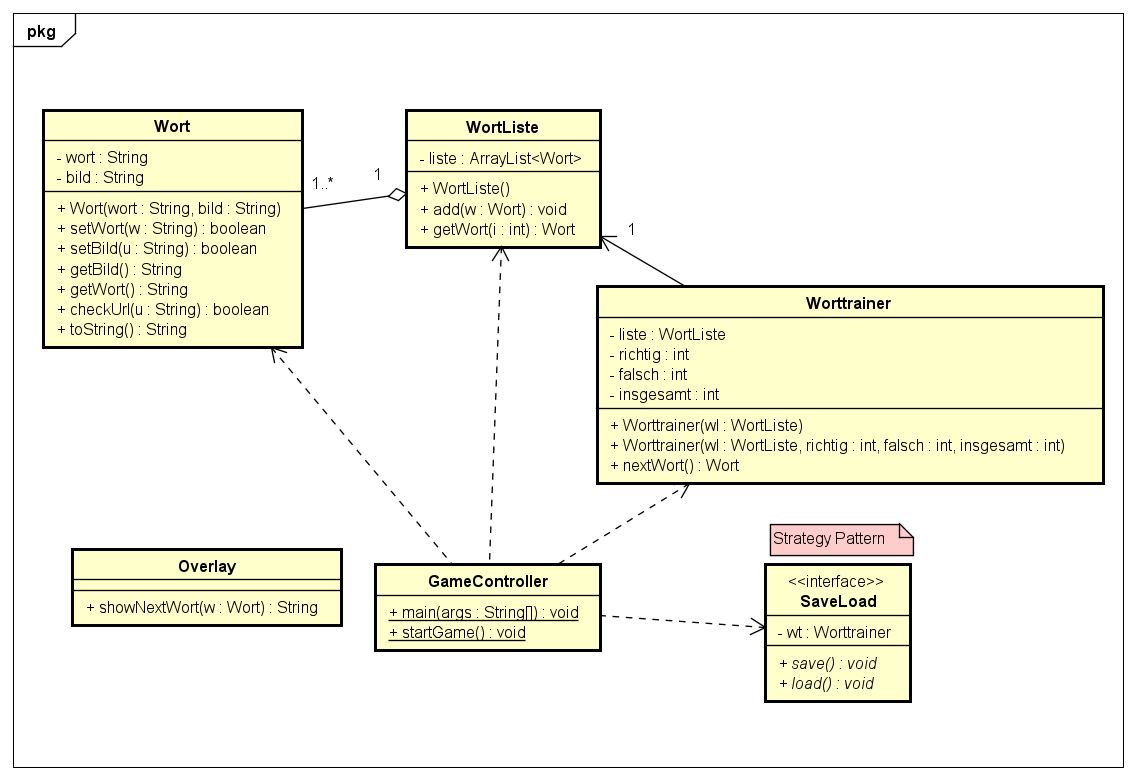 pkg
Wort
- wort : String
- bild : String
+ Wort(wort : String, bild : String)
+ setWort(w : String) : boolean
+ setBild(u : String) : boolean
+ getBild() : String
+ getWort() : String
+ checkUrl(u : String) : boolean
+ toString() : String
1..*
1
WortListe
- liste : ArrayList<Wort>
+ WortListe()
+ add(w : Wort) : void
+ getWort(i : int) : Wort
1
Worttrainer
- liste : WortListe
- richtig : int
- falsch : int
- insgesamt : int
+ Worttrainer(wl : WortListe)
+ Worttrainer(wl : WortListe, richtig : int, falsch : int, insgesamt : int)
+ nextWort() : Wort
Overlay
+ showNextWort(w : Wort) : String
GameController
+ main(args : String[]) : void
+ startGame() : void
Strategy Pattern
<<interface>>
SaveLoad
- wt : Worttrainer
+ save() : void
+ load() : void